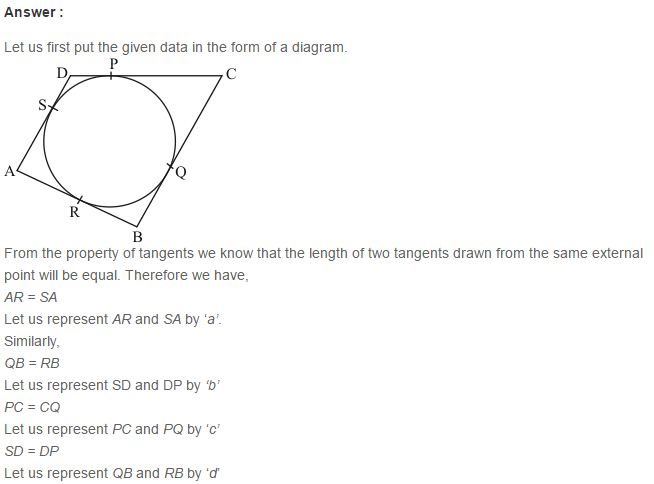 Answer :
Let us first put the given data in the form of a diagram.
P
D
C
S
A
Q
R
B
From the property of tangents we know that the length of two tangents drawn from the same external
point will be equal. Therefore we have,
AR = SA
Let us represent AR and SA by ‘a’.
Similarly,
QB = RB
Let us represent SD and DP by ‘b’
PC = CQ
Let us represent PC and PQ by ‘c’
SD = DP
Let us represent QB and RB by ‘d’